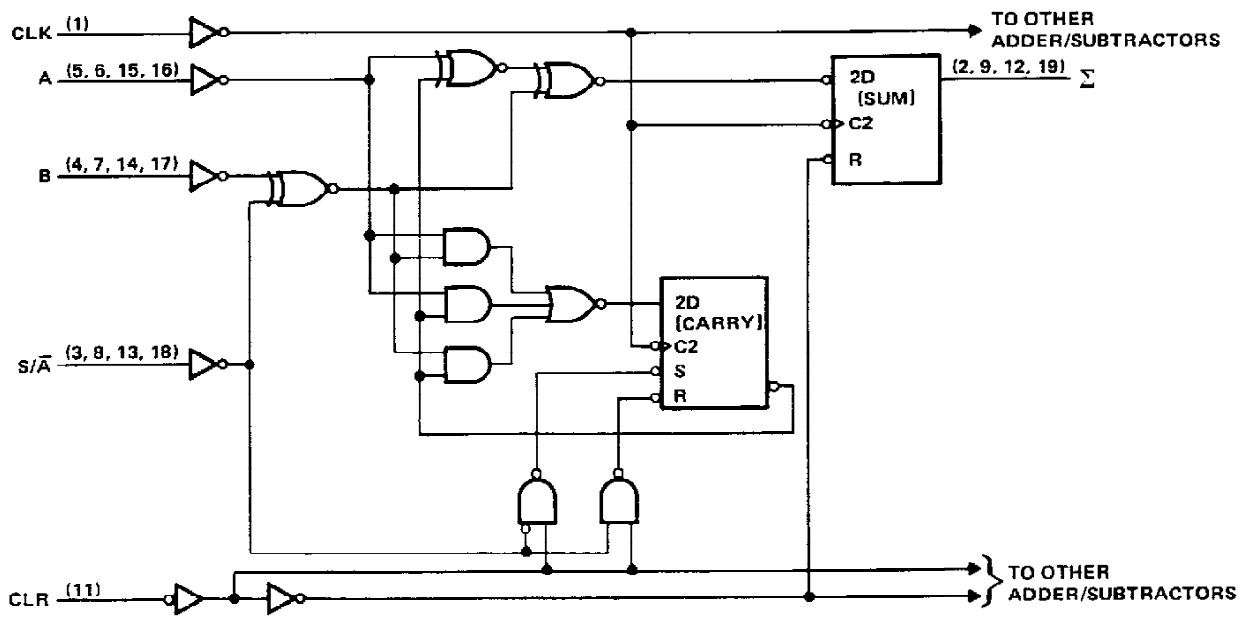 CLK (1)
TO OTHER
ADDER/SUBTRACTORS
A (5, 6, 15, 16)
2D
(SUM)
C2
R
(2, 9, 12, 19) Σ
B (4, 7, 14, 17)
2D
(CARRY)
C2
S
R
S/A̅ (3, 8, 13, 18)
CLR (11)
TO OTHER
ADDER/SUBTRACTORS